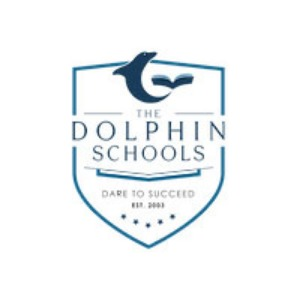 THE
DOLPHIN
SCHOOLS
DARE TO SUCCEED
EST. 2003